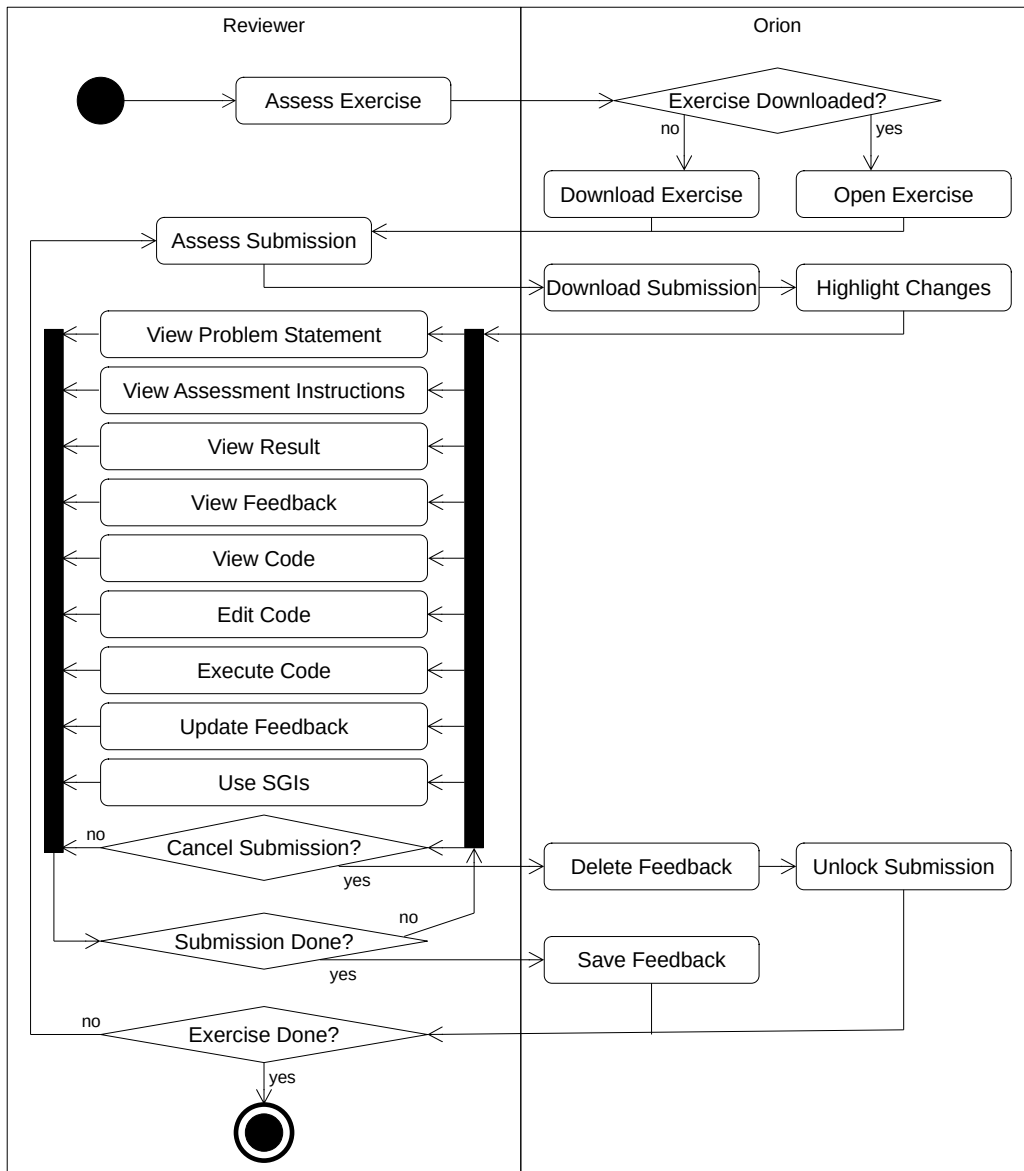 Reviewer
Orion
Assess Exercise
Exercise Downloaded?
no
yes
Download Exercise
Open Exercise
Assess Submission
Download Submission
Highlight Changes
View Problem Statement
View Assessment Instructions
View Result
View Feedback
View Code
Edit Code
Execute Code
Update Feedback
Use SGIs
no
Cancel Submission?
yes
Delete Feedback
Unlock Submission
no
Submission Done?
yes
Save Feedback
no
Exercise Done?
yes